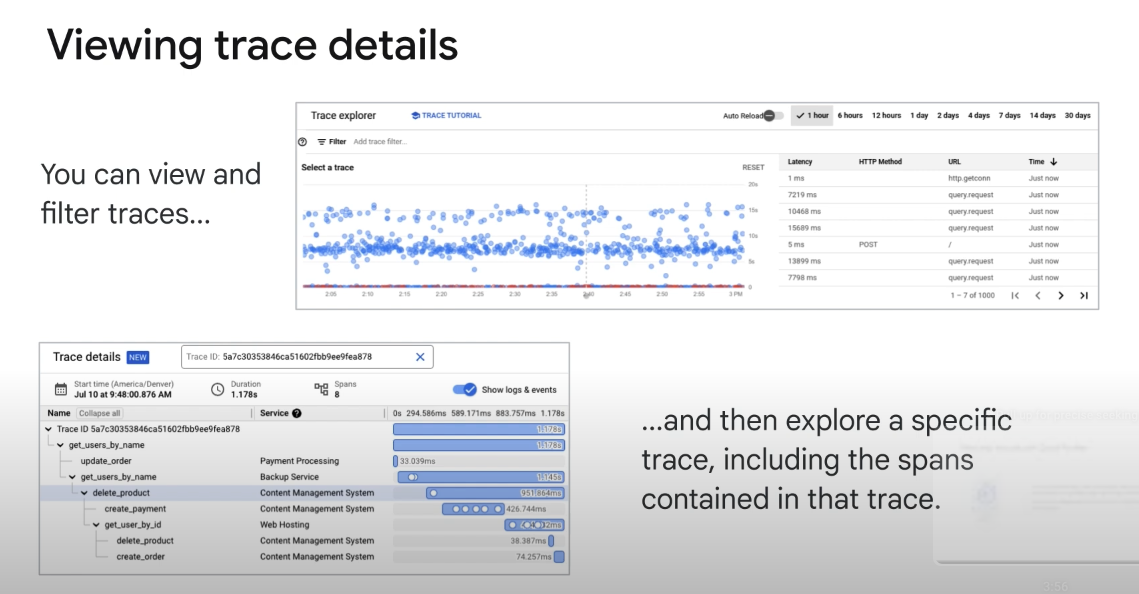 Viewing trace details
You can view and
filter traces...
Trace explorer TRACE TUTORIAL Auto Reload 1 hour 6 hours 12 hours 1 day 2 days 4 days 7 days 14 days 30 days
Filter Add trace filter...
Select a trace RESET
20s
15s
10s
5s
0
2:05 2:10 2:15 2:20 2:25 2:30 2:35 2:40 2:45 2:50 2:55 3 PM
Latency HTTP Method URL Time
1 ms http.getconn Just now
7219 ms query.request Just now
10468 ms query.request Just now
15689 ms query.request Just now
5 ms POST / Just now
13899 ms query.request Just now
7798 ms query.request Just now
1 – 7 of 1000
Trace details NEW Trace ID: 5a7c30353846ca51602fbb9ee9fea878
Start time (America/Denver) Duration Spans
Jul 10 at 9:48:00.876 AM 1.178s 8 Show logs & events
Name Collapse all Service 0s 294.586ms 589.171ms 883.757ms 1.178s
Trace ID 5a7c30353846ca51602fbb9ee9fea878 1.178s
get_users_by_name 1.178s
update_order Payment Processing 33.039ms
get_users_by_name Backup Service 1.145s
delete_product Content Management System 951.864ms
create_payment Content Management System 426.744ms
get_user_by_id Web Hosting
delete_product Content Management System 38.387ms
create_order Content Management System 74.257ms
...and then explore a specific
trace, including the spans
contained in that trace.
3:56